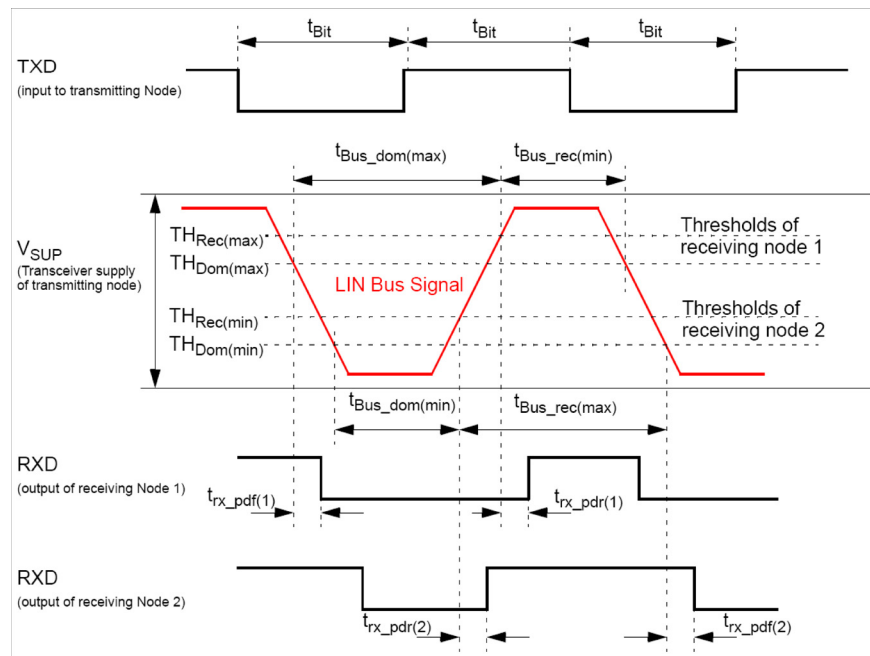 tBit tBit tBit
TXD
(input to transmitting Node)
tBus_dom(max) tBus_rec(min)
VSUP
(Transceiver supply
of transmitting node)
THRec(max)
THDom(max)
THRec(min)
THDom(min)
LIN Bus Signal
Thresholds of
receiving node 1
Thresholds of
receiving node 2
tBus_dom(min) tBus_rec(max)
RXD
(output of receiving Node 1)
trx_pdf(1) trx_pdr(1)
RXD
(output of receiving Node 2)
trx_pdr(2) trx_pdf(2)